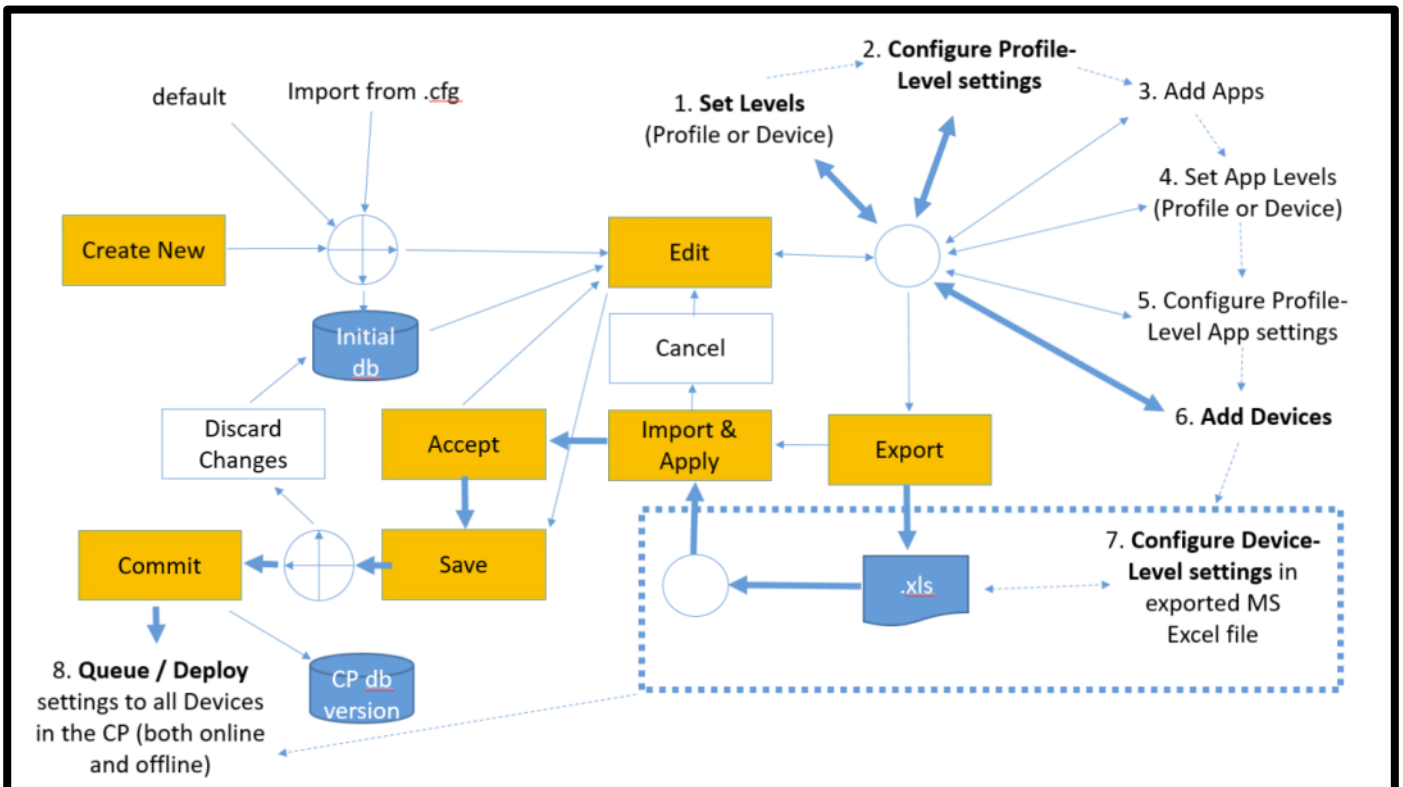 default
Import from .cfg
1. Set Levels
(Profile or Device)
2. Configure Profile-
Level settings
3. Add Apps
4. Set App Levels
(Profile or Device)
5. Configure Profile-
Level App settings
6. Add Devices
Create New
Edit
Initial
db
Cancel
Discard
Changes
Accept
Import &
Apply
Export
Commit
Save
.xls
7. Configure Device-
Level settings in
exported MS
Excel file
8. Queue / Deploy
settings to all Devices
in the CP (both online
and offline)
CP db
version